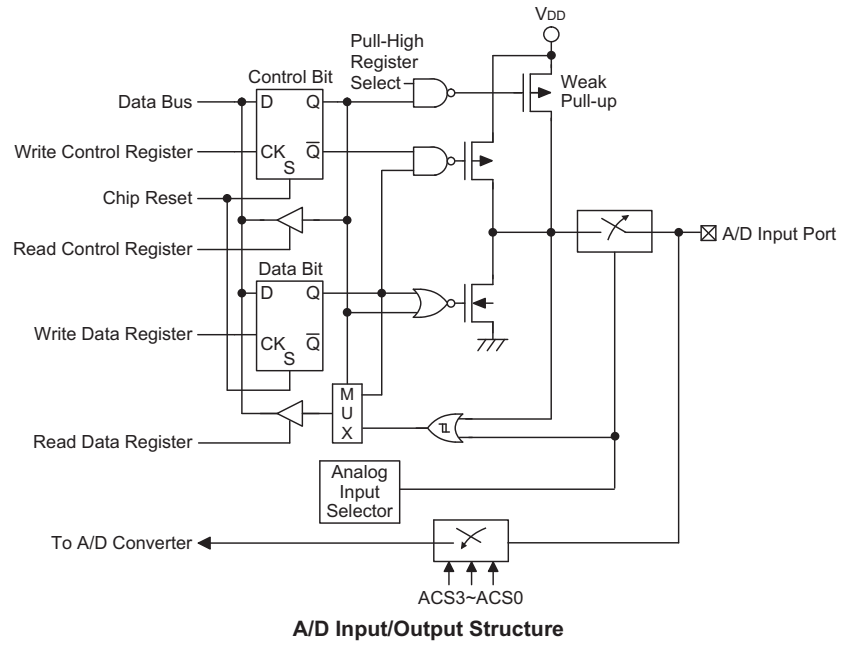 VDD
Pull-High
Register
Select
Weak
Pull-up
Control Bit
Data Bus
D
Q
Write Control Register
CK
Q
S
Chip Reset
Read Control Register
A/D Input Port
Data Bit
D
Q
Write Data Register
CK
Q
S
M
U
X
Read Data Register
Analog
Input
Selector
To A/D Converter
ACS3~ACS0
A/D Input/Output Structure